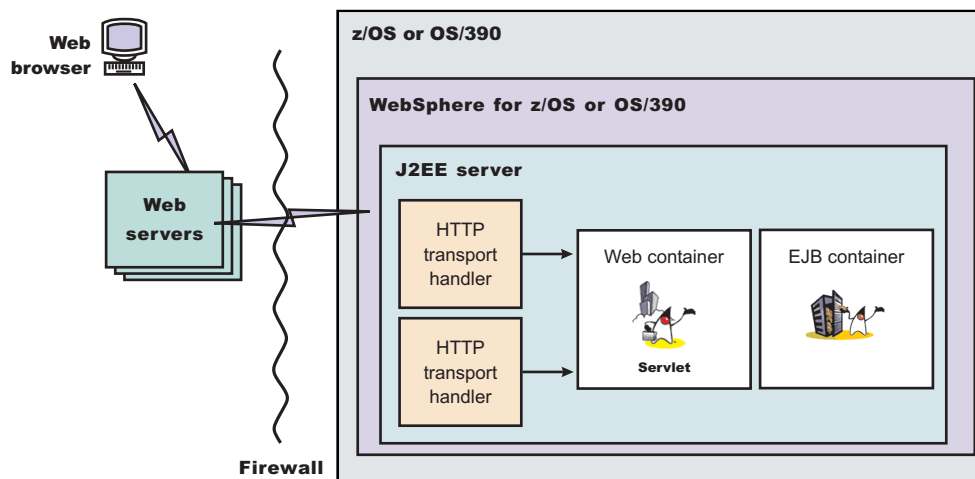 Web
browser
z/OS or OS/390
WebSphere for z/OS or OS/390
J2EE server
Web
servers
HTTP
transport
handler
Web container
EJB container
HTTP
transport
handler
Servlet
Firewall